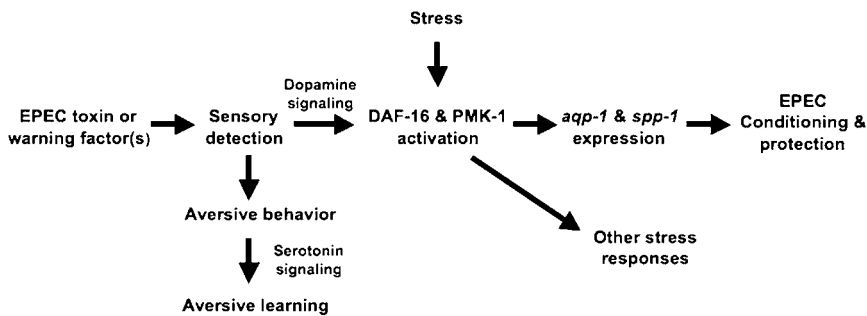 Stress
Dopamine
signaling
EPEC toxin or
warning factor(s)
Sensory
detection
DAF-16 & PMK-1
activation
aqp-1 & spp-1
expression
EPEC
Conditioning &
protection
Aversive behavior
Other stress
responses
Serotonin
signaling
Aversive learning